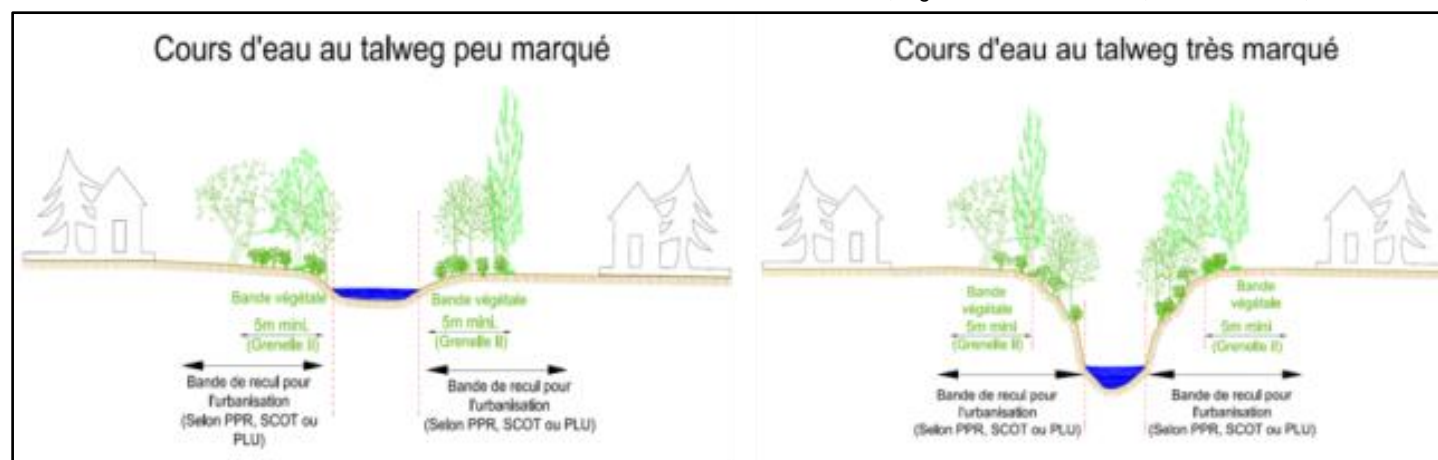 Cours d'eau au talweg peu marqué
Bande végétale
5m mini.
(Grenelle II)
Bande de recul pour
l'urbanisation
(Selon PPR, SCOT ou
PLU)
Bande végétale
5m mini.
(Grenelle II)
Bande de recul pour
l'urbanisation
(Selon PPR, SCOT ou PLU)
Cours d'eau au talweg très marqué
Bande
végétale
5m mini
(Grenelle II)
Bande de recul pour
l'urbanisation
(Selon PPR, SCOT ou PLU)
Bande
végétale
5m mini
(Grenelle II)
Bande de recul pour
l'urbanisation
(Selon PPR, SCOT ou PLU)